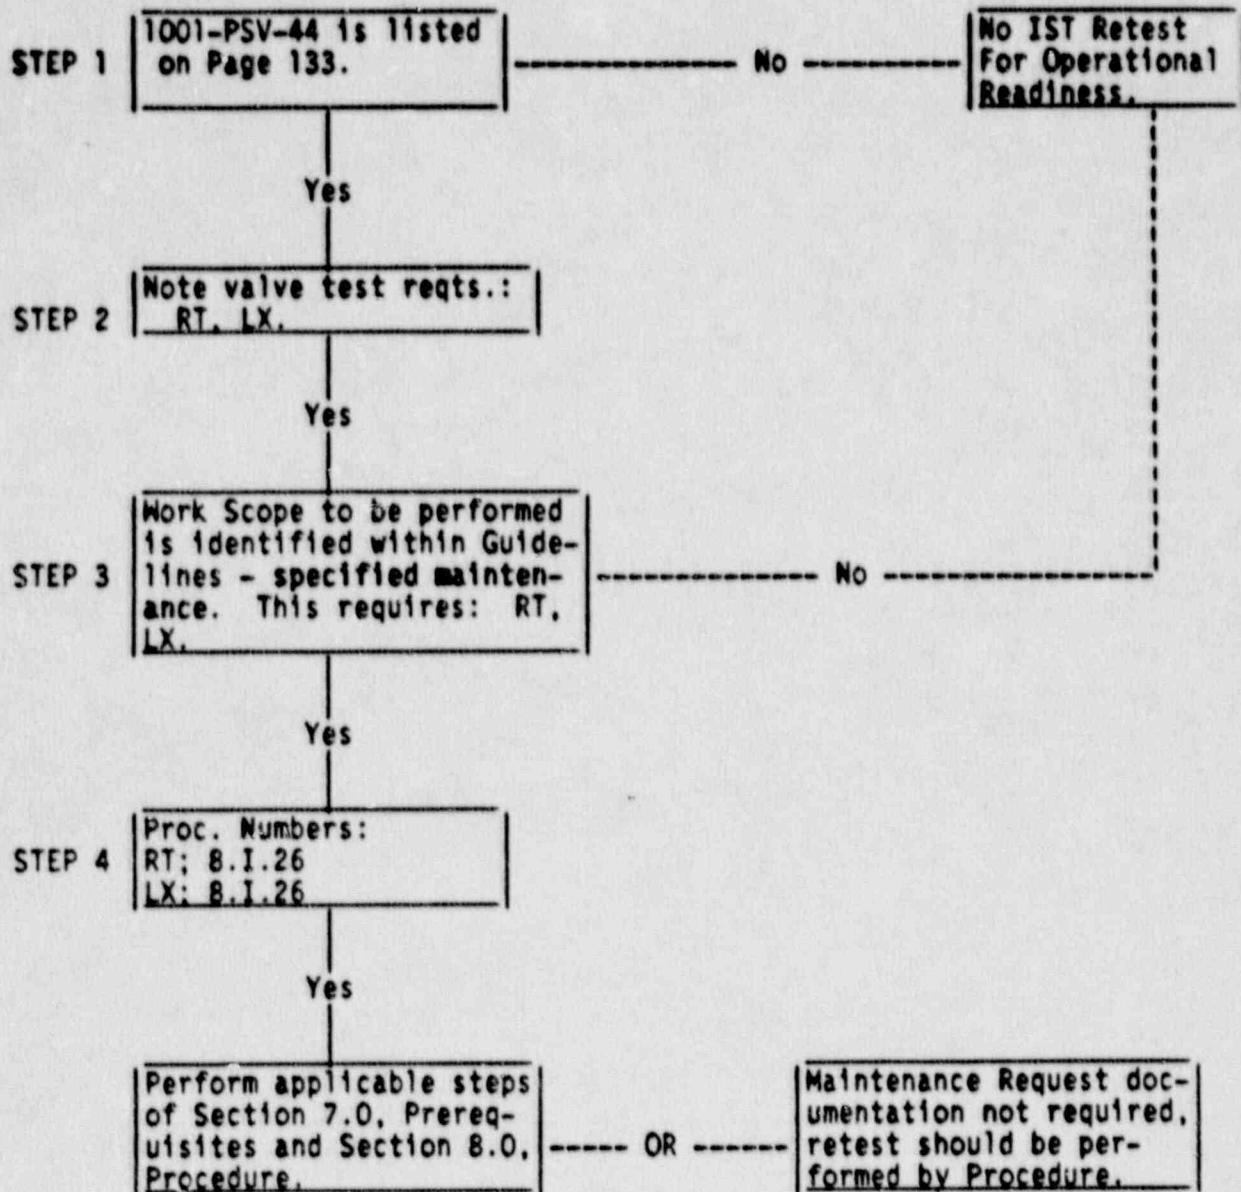 STEP 1
1001-PSV-44 is listed
on Page 133.
No
No IST Retest
For Operational
Readiness.
Yes
STEP 2
Note valve test reqts.:
RT, LX.
Yes
STEP 3
Work Scope to be performed
is identified within Guide-
lines - specified mainten-
ance. This requires: RT,
LX.
No
Yes
STEP 4
Proc. Numbers:
RT; 8.I.26
LX; 8.I.26
Yes
Perform applicable steps
of Section 7.0, Prereq-
uisites and Section 8.0,
Procedure.
OR
Maintenance Request doc-
umentation not required,
retest should be per-
formed by Procedure.